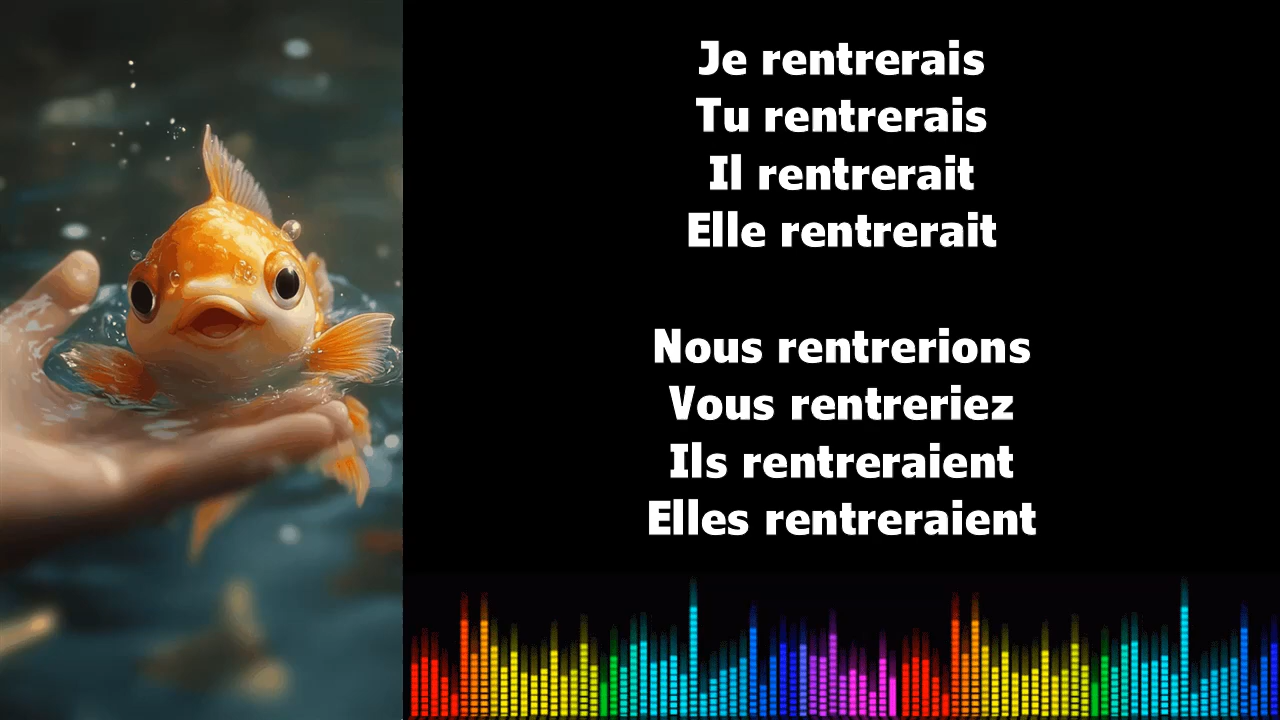 Je rentrerais
Tu rentrerais
Il rentrerait
Elle rentrerait
Nous rentrerions
Vous rentreriez
Ils rentreraient
Elles rentreraient